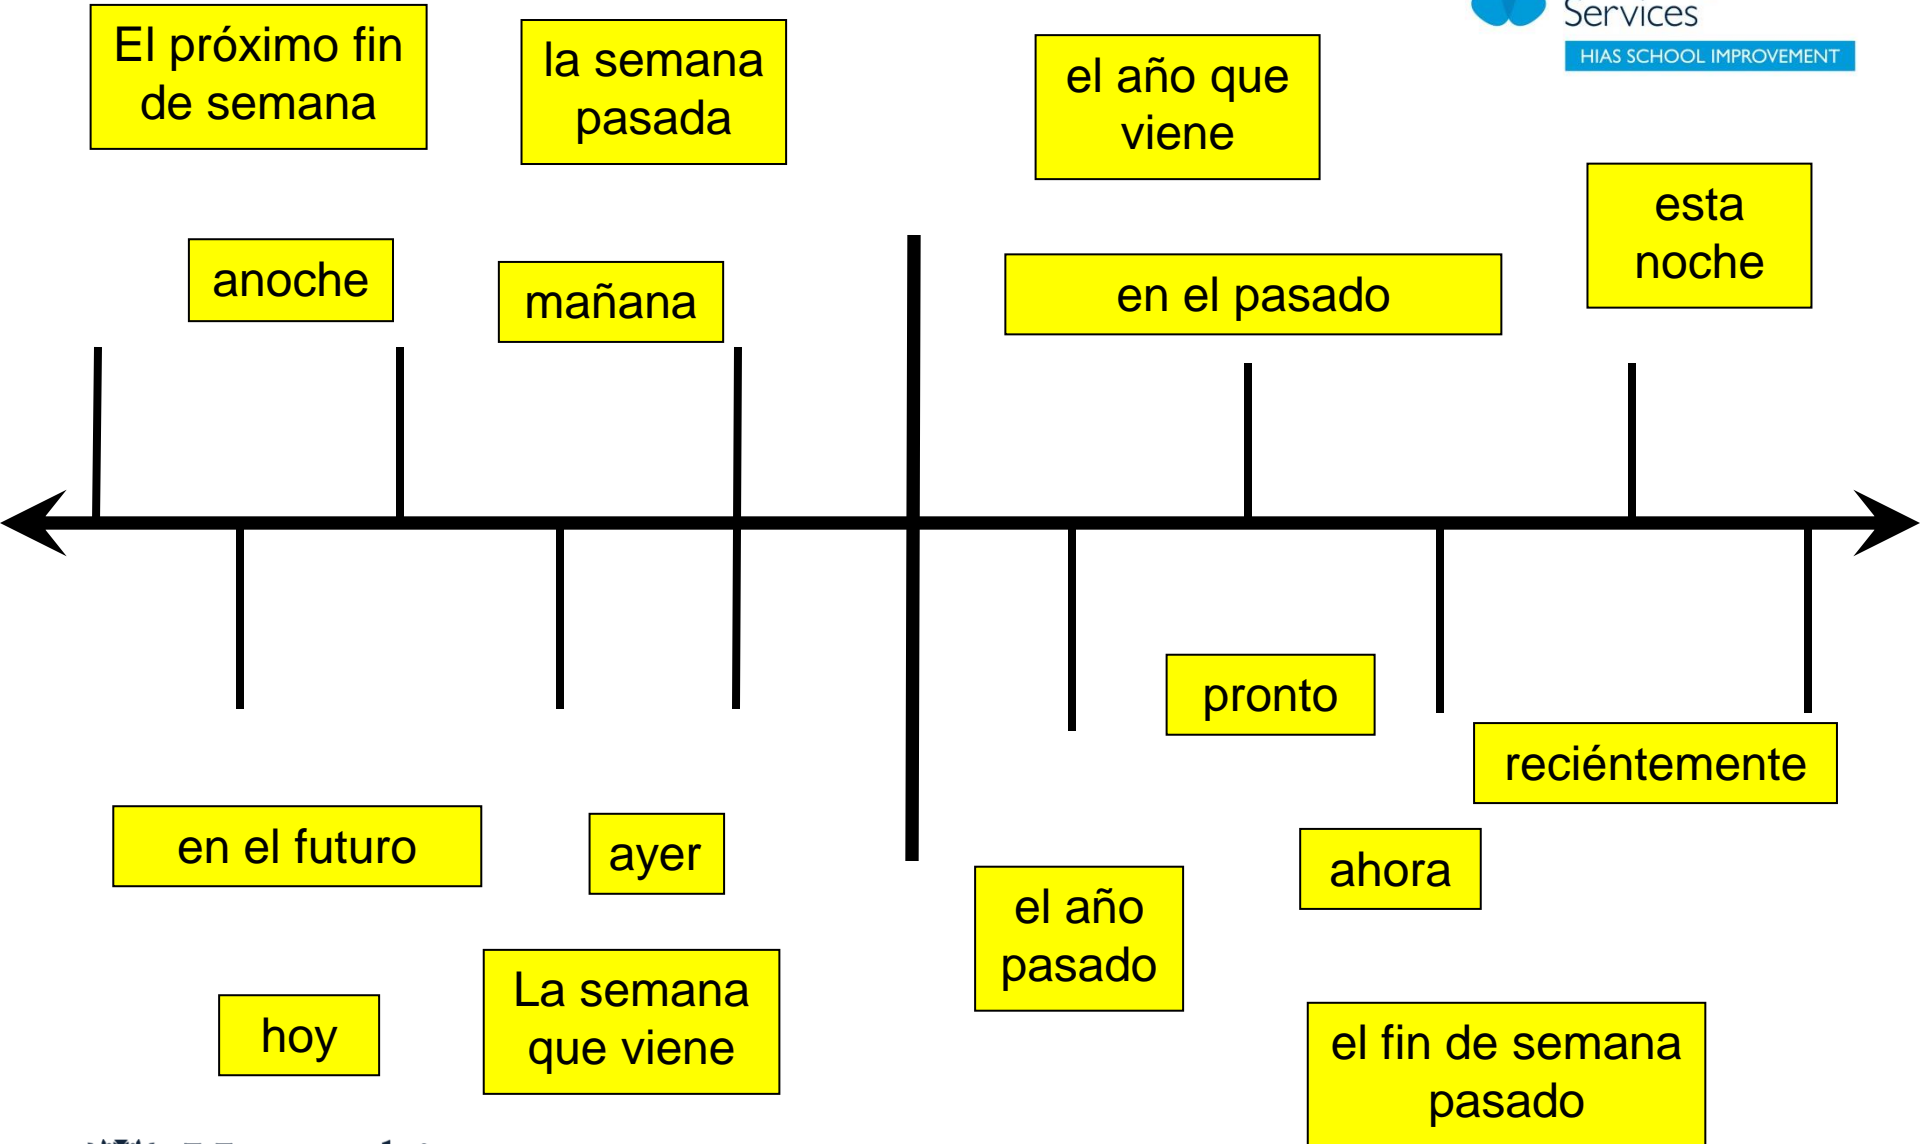 Services
HIAS SCHOOL IMPROVEMENT
El próximo fin
de semana
la semana
pasada
el año que
viene
esta
noche
anoche
mañana
en el pasado
pronto
reciéntemente
en el futuro
ayer
ahora
el año
pasado
hoy
La semana
que viene
el fin de semana
pasado